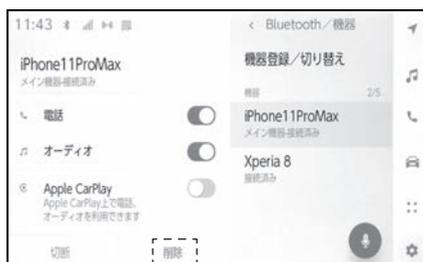 11:43
iPhone11ProMax
メイン機器-接続済み
電話
オーディオ
Apple CarPlay
Apple CarPlay上で電話、
オーディオを利用できます
切断
削除
< Bluetooth/機器
機器登録/切り替え
機器 2/5
iPhone11ProMax
メイン機器-接続済み
Xperia 8
接続済み